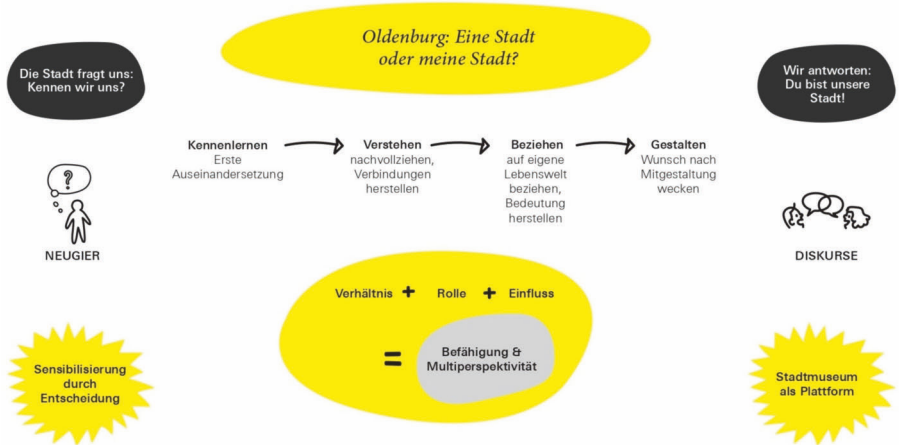 Oldenburg: Eine Stadt
oder meine Stadt?
Die Stadt fragt uns:
Kennen wir uns?
Wir antworten:
Du bist unsere
Stadt!
Kennenlernen
Erste
Auseinandersetzung
Verstehen
nachvollziehen,
Verbindungen
herstellen
Beziehen
auf eigene
Lebenswelt
beziehen,
Bedeutung
herstellen
Gestalten
Wunsch nach
Mitgestaltung
wecken
?
NEUGIER
DISKURSE
Verhältnis + Rolle + Einfluss
= Befähigung &
Multiperspektivität
Sensibilisierung
durch
Entscheidung
Stadtmuseum
als Plattform